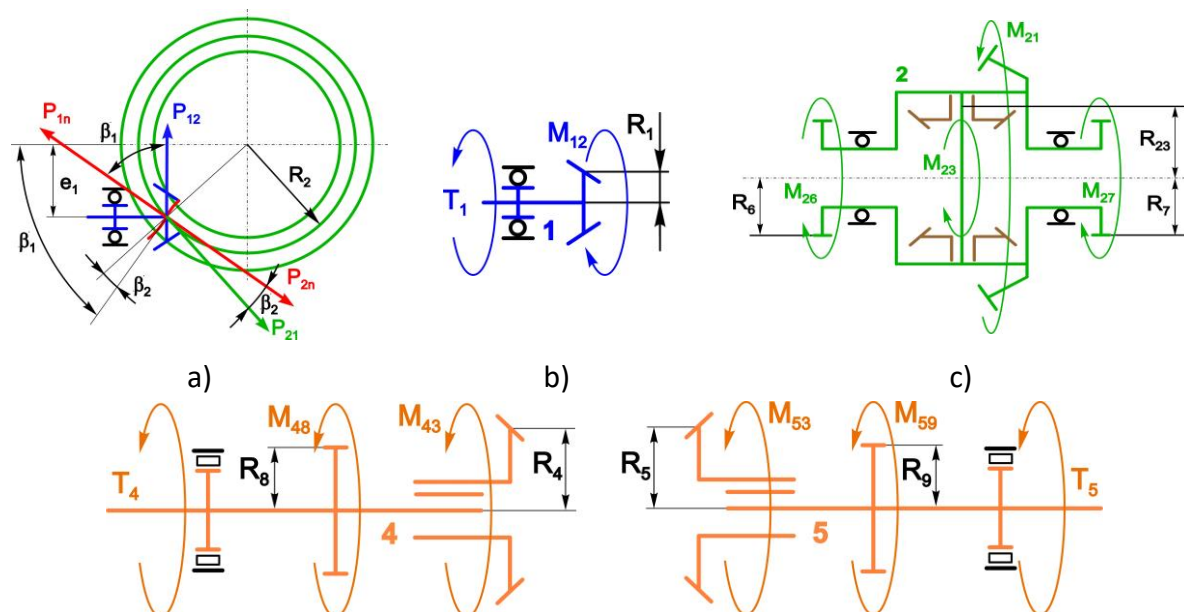 P₁ₙ
P₁₂
β₁
e₁
R₂
β₁
β₂
P₂ₙ
β₂
P₂₁
T₁
M₁₂
R₁
1
2
M₂₁
M₂₃
M₂₆
M₂₇
R₂₃
R₆
R₇
a)
b)
c)
T₄
M₄₈
R₈
M₄₃
R₄
4
R₅
M₅₃
M₅₉
R₉
T₅
5